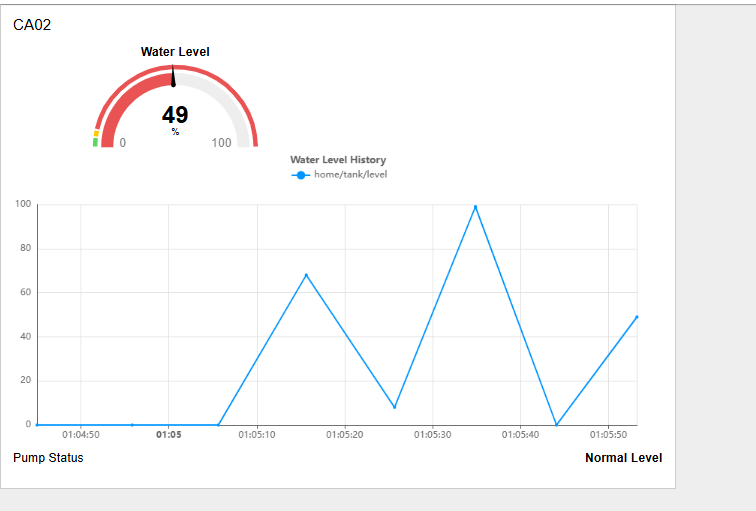 CA02
Water Level
49
%
0 100
Water Level History
home/tank/level
100
80
60
40
20
0
01:04:50 01:05 01:05:10 01:05:20 01:05:30 01:05:40 01:05:50
Pump Status Normal Level